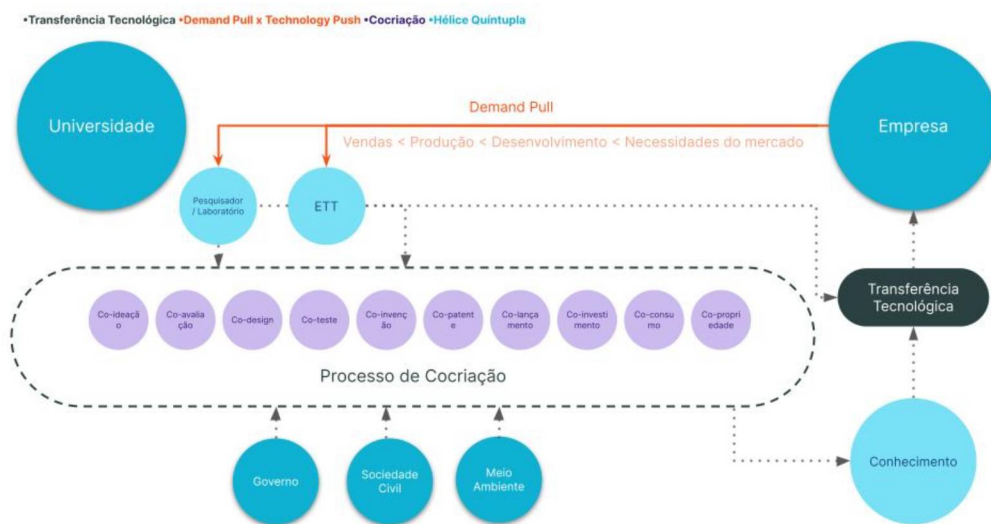 •Transferência Tecnológica •Demand Pull x Technology Push •Cocriação •Hélice Quíntupla
Universidade
Demand Pull
Empresa
Vendas < Produção < Desenvolvimento < Necessidades do mercado
Pesquisador
/ Laboratório
ETT
Transferência
Tecnológica
Co-ideaçã
o
Co-avalia
ção
Co-design
Co-teste
Co-inven
ção
Co-patent
e
Co-lança
mento
Co-investi
mento
Co-consu
mo
Co-propri
edade
Processo de Cocriação
Governo
Sociedade
Civil
Meio
Ambiente
Conhecimento